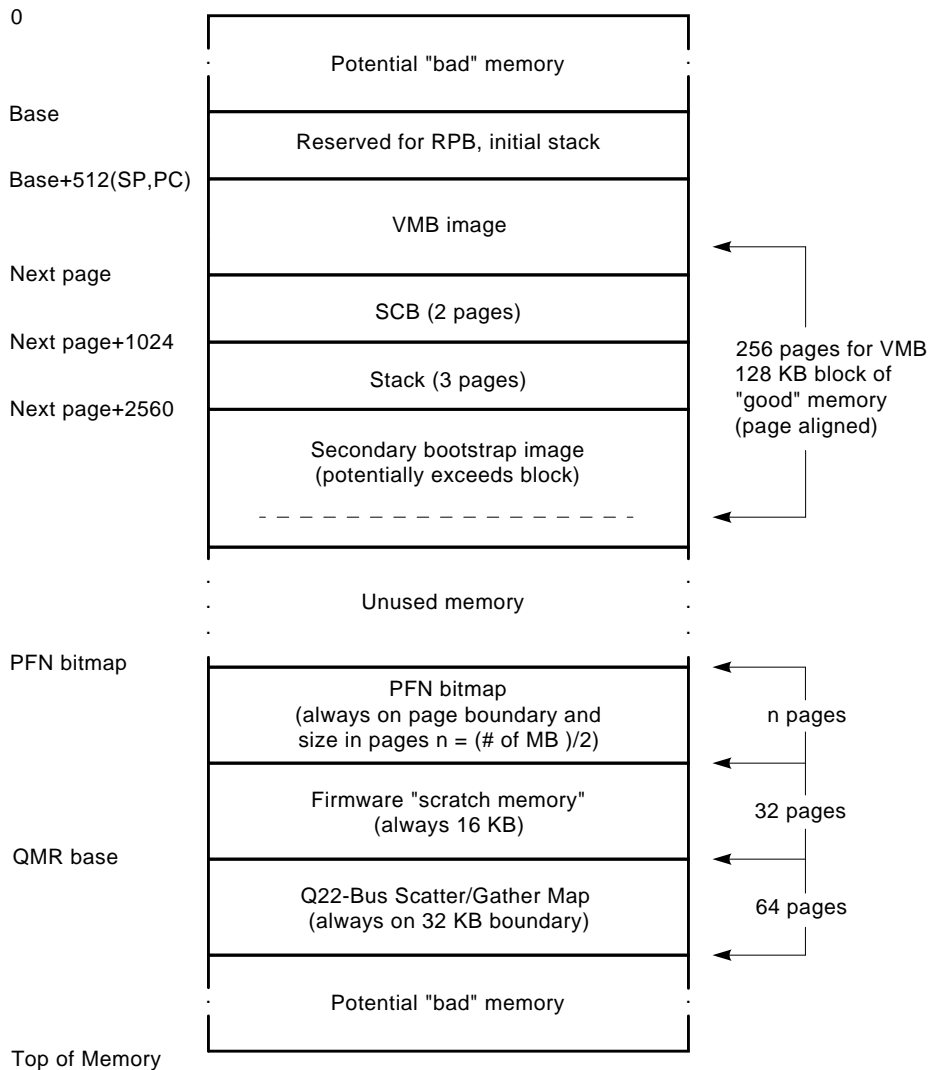 0
Potential "bad" memory
Base
Reserved for RPB, initial stack
Base+512(SP,PC)
VMB image
Next page
SCB (2 pages)
Next page+1024
256 pages for VMB
128 KB block of
"good" memory
(page aligned)
Stack (3 pages)
Next page+2560
Secondary bootstrap image
(potentially exceeds block)
Unused memory
PFN bitmap
PFN bitmap
(always on page boundary and
size in pages n = (# of MB )/2)
n pages
Firmware "scratch memory"
(always 16 KB)
32 pages
QMR base
Q22-Bus Scatter/Gather Map
(always on 32 KB boundary)
64 pages
Potential "bad" memory
Top of Memory